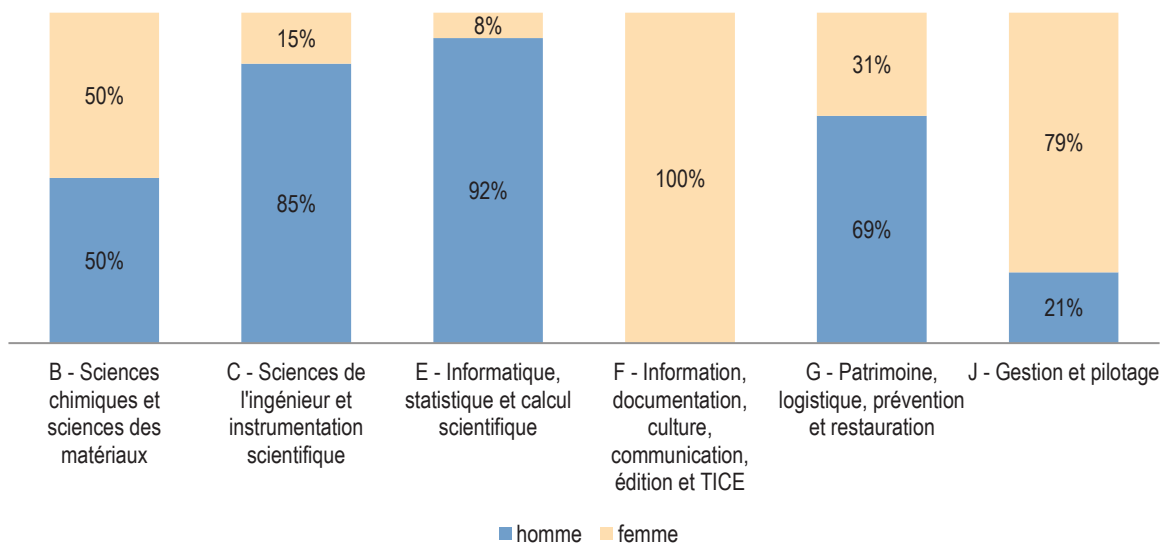 50%
50%
15%
85%
8%
92%
100%
31%
69%
79%
21%
B - Sciences
chimiques et
sciences des
matériaux
C - Sciences de
l'ingénieur et
instrumentation
scientifique
E - Informatique,
statistique et calcul
scientifique
F - Information,
documentation,
culture,
communication,
édition et TICE
G - Patrimoine,
logistique, prévention
et restauration
J - Gestion et pilotage
homme
femme